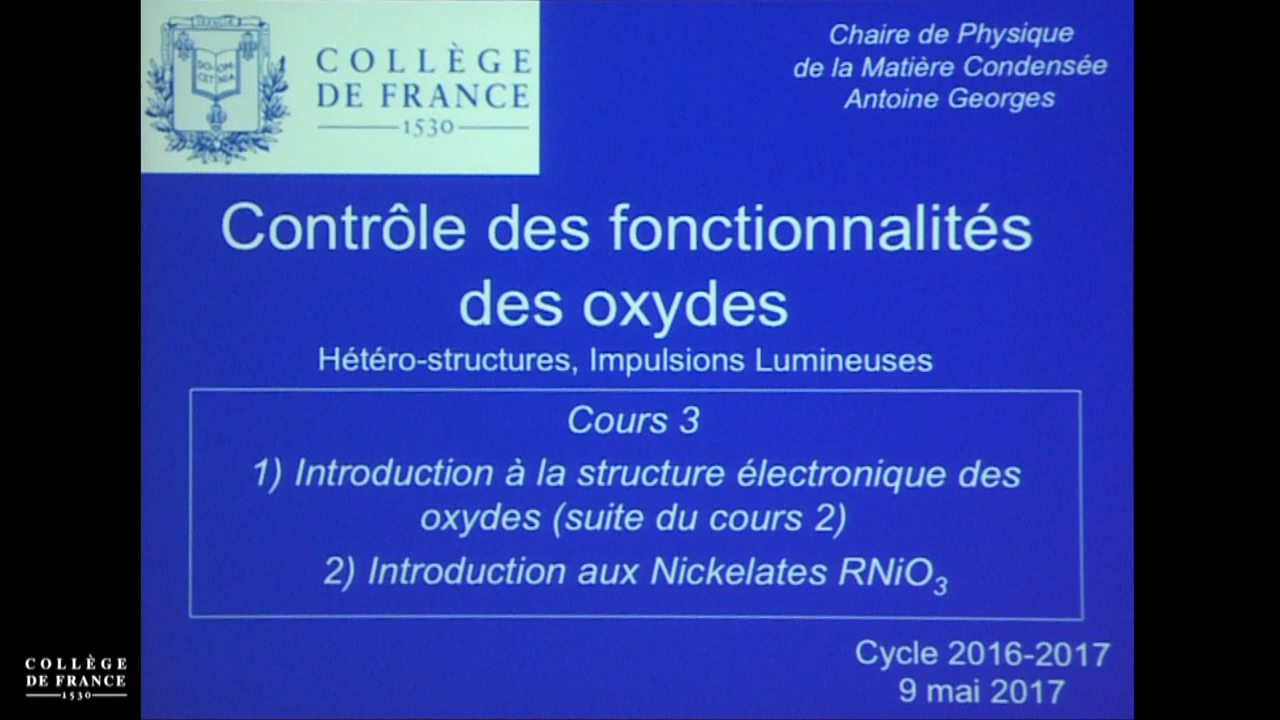 COLLÈGE
DE FRANCE
1530
Chaire de Physique
de la Matière Condensée
Antoine Georges
Contrôle des fonctionnalités
des oxydes
Hétéro-structures, Impulsions Lumineuses
Cours 3
1) Introduction à la structure électronique des
oxydes (suite du cours 2)
2) Introduction aux Nickelates RNiO₃
Cycle 2016-2017
9 mai 2017
COLLÈGE
DE FRANCE
1530